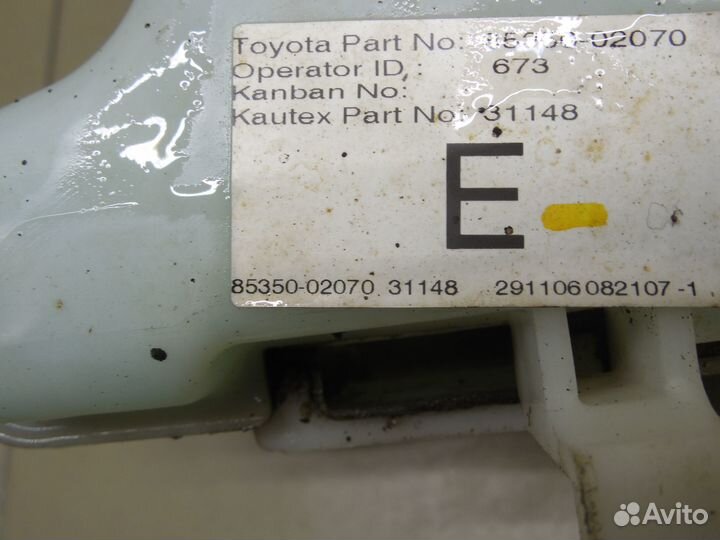 Toyota Part No: 85350-02070
Operator ID, : 673
Kanban No:
Kautex Part No: 31148
E-
85350-02070 31148 291106 082107 -1
Avito